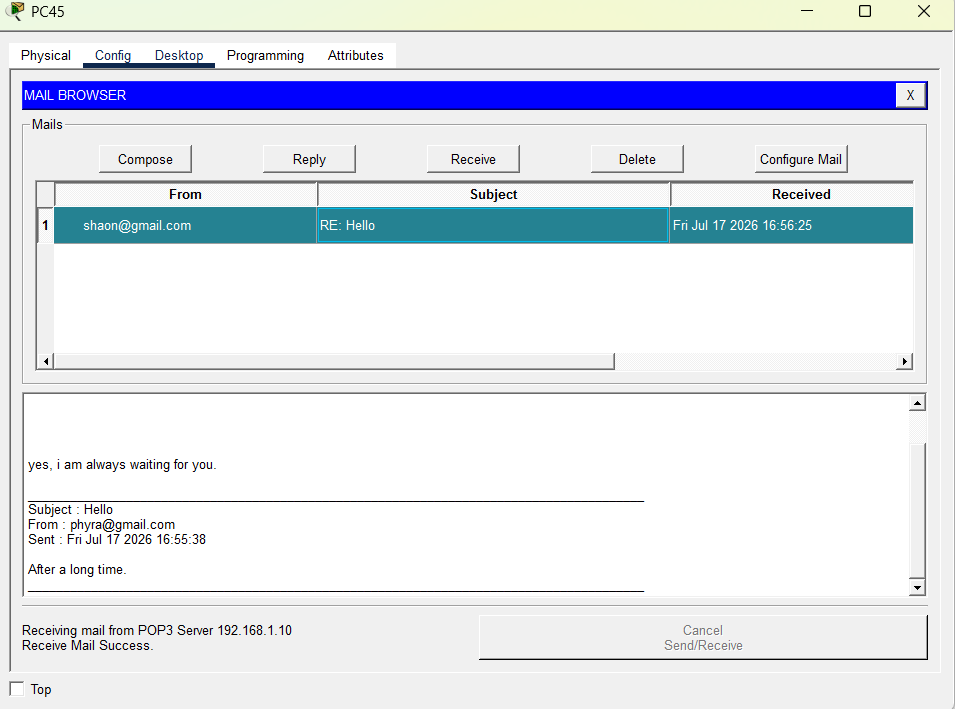 PC45
Physical Config Desktop Programming Attributes
MAIL BROWSER X
Mails
Compose Reply Receive Delete Configure Mail
From Subject Received
1 shaon@gmail.com RE: Hello Fri Jul 17 2026 16:56:25
yes, i am always waiting for you.
Subject : Hello
From : phyra@gmail.com
Sent : Fri Jul 17 2026 16:55:38
After a long time.
Receiving mail from POP3 Server 192.168.1.10
Receive Mail Success.
Cancel
Send/Receive
Top